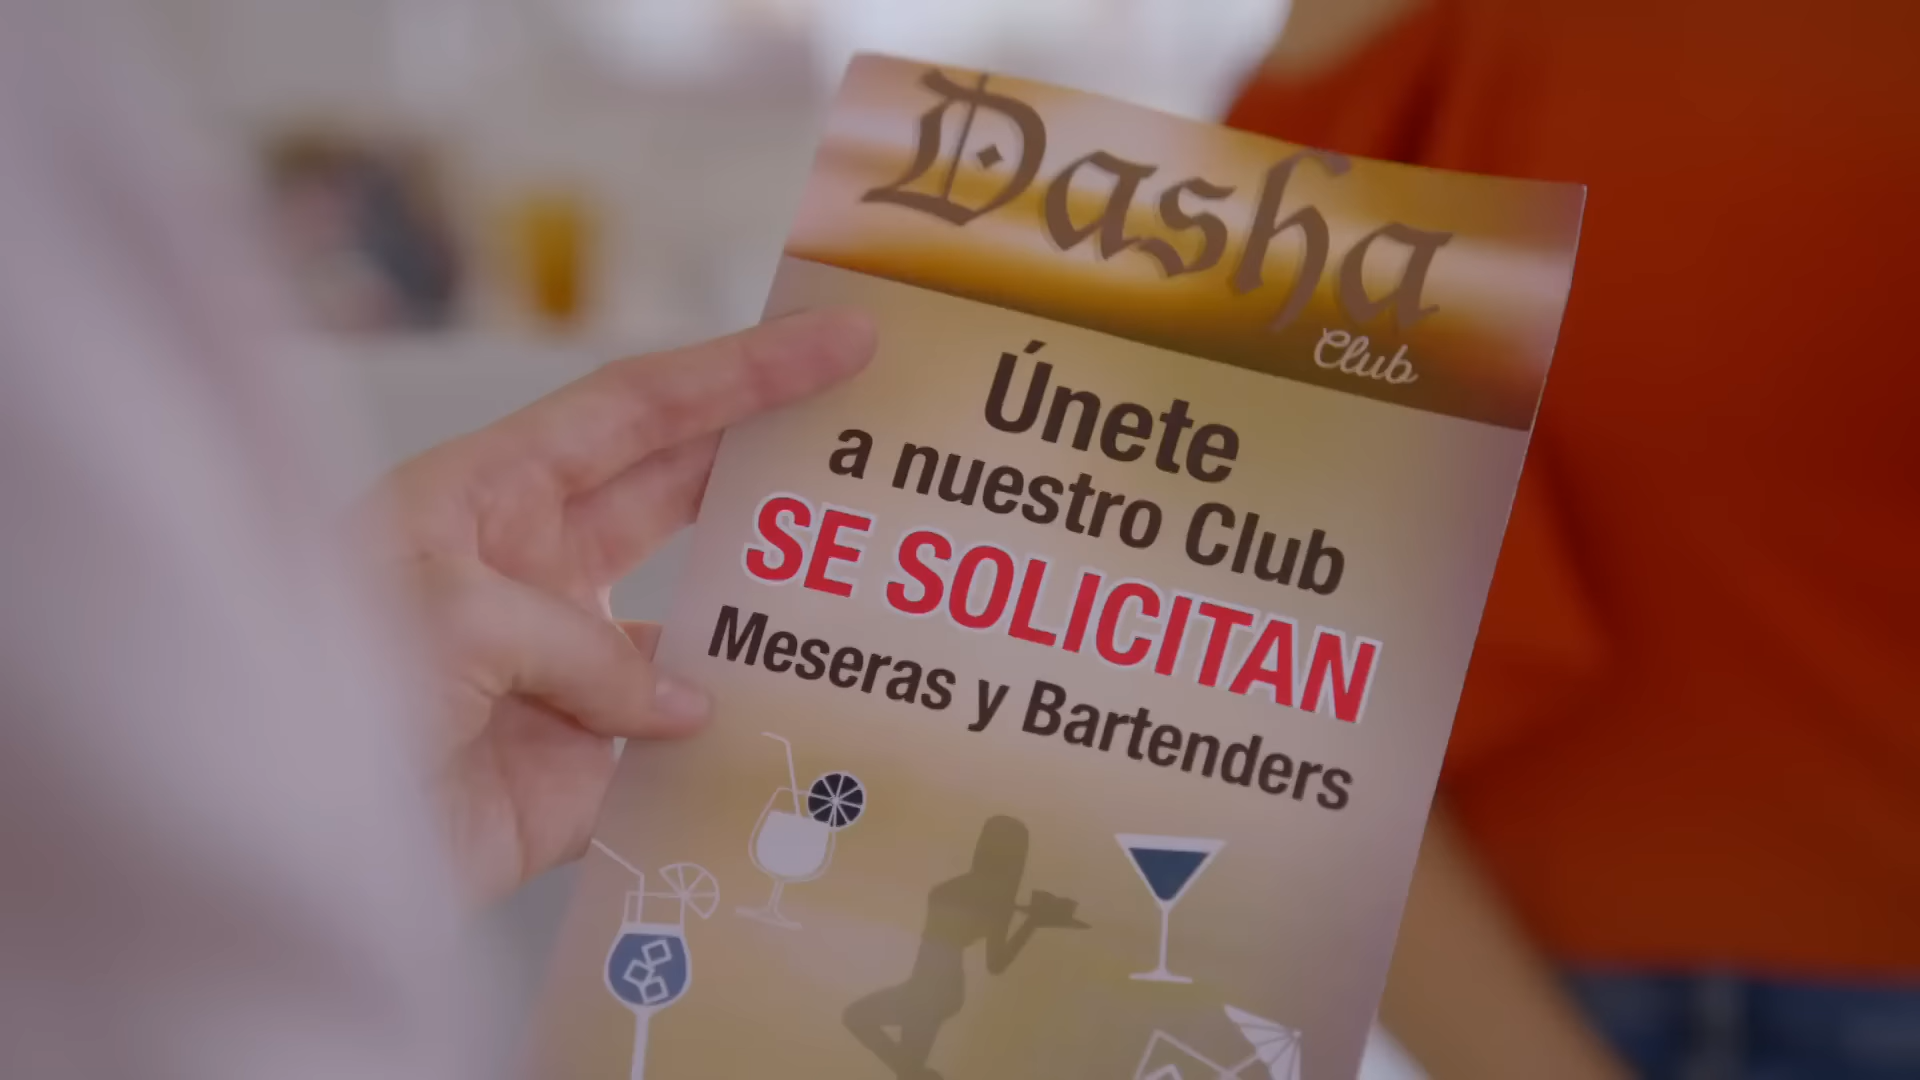 Dasha
Club
Únete
a nuestro Club
SE SOLICITAN
Meseras y Bartenders